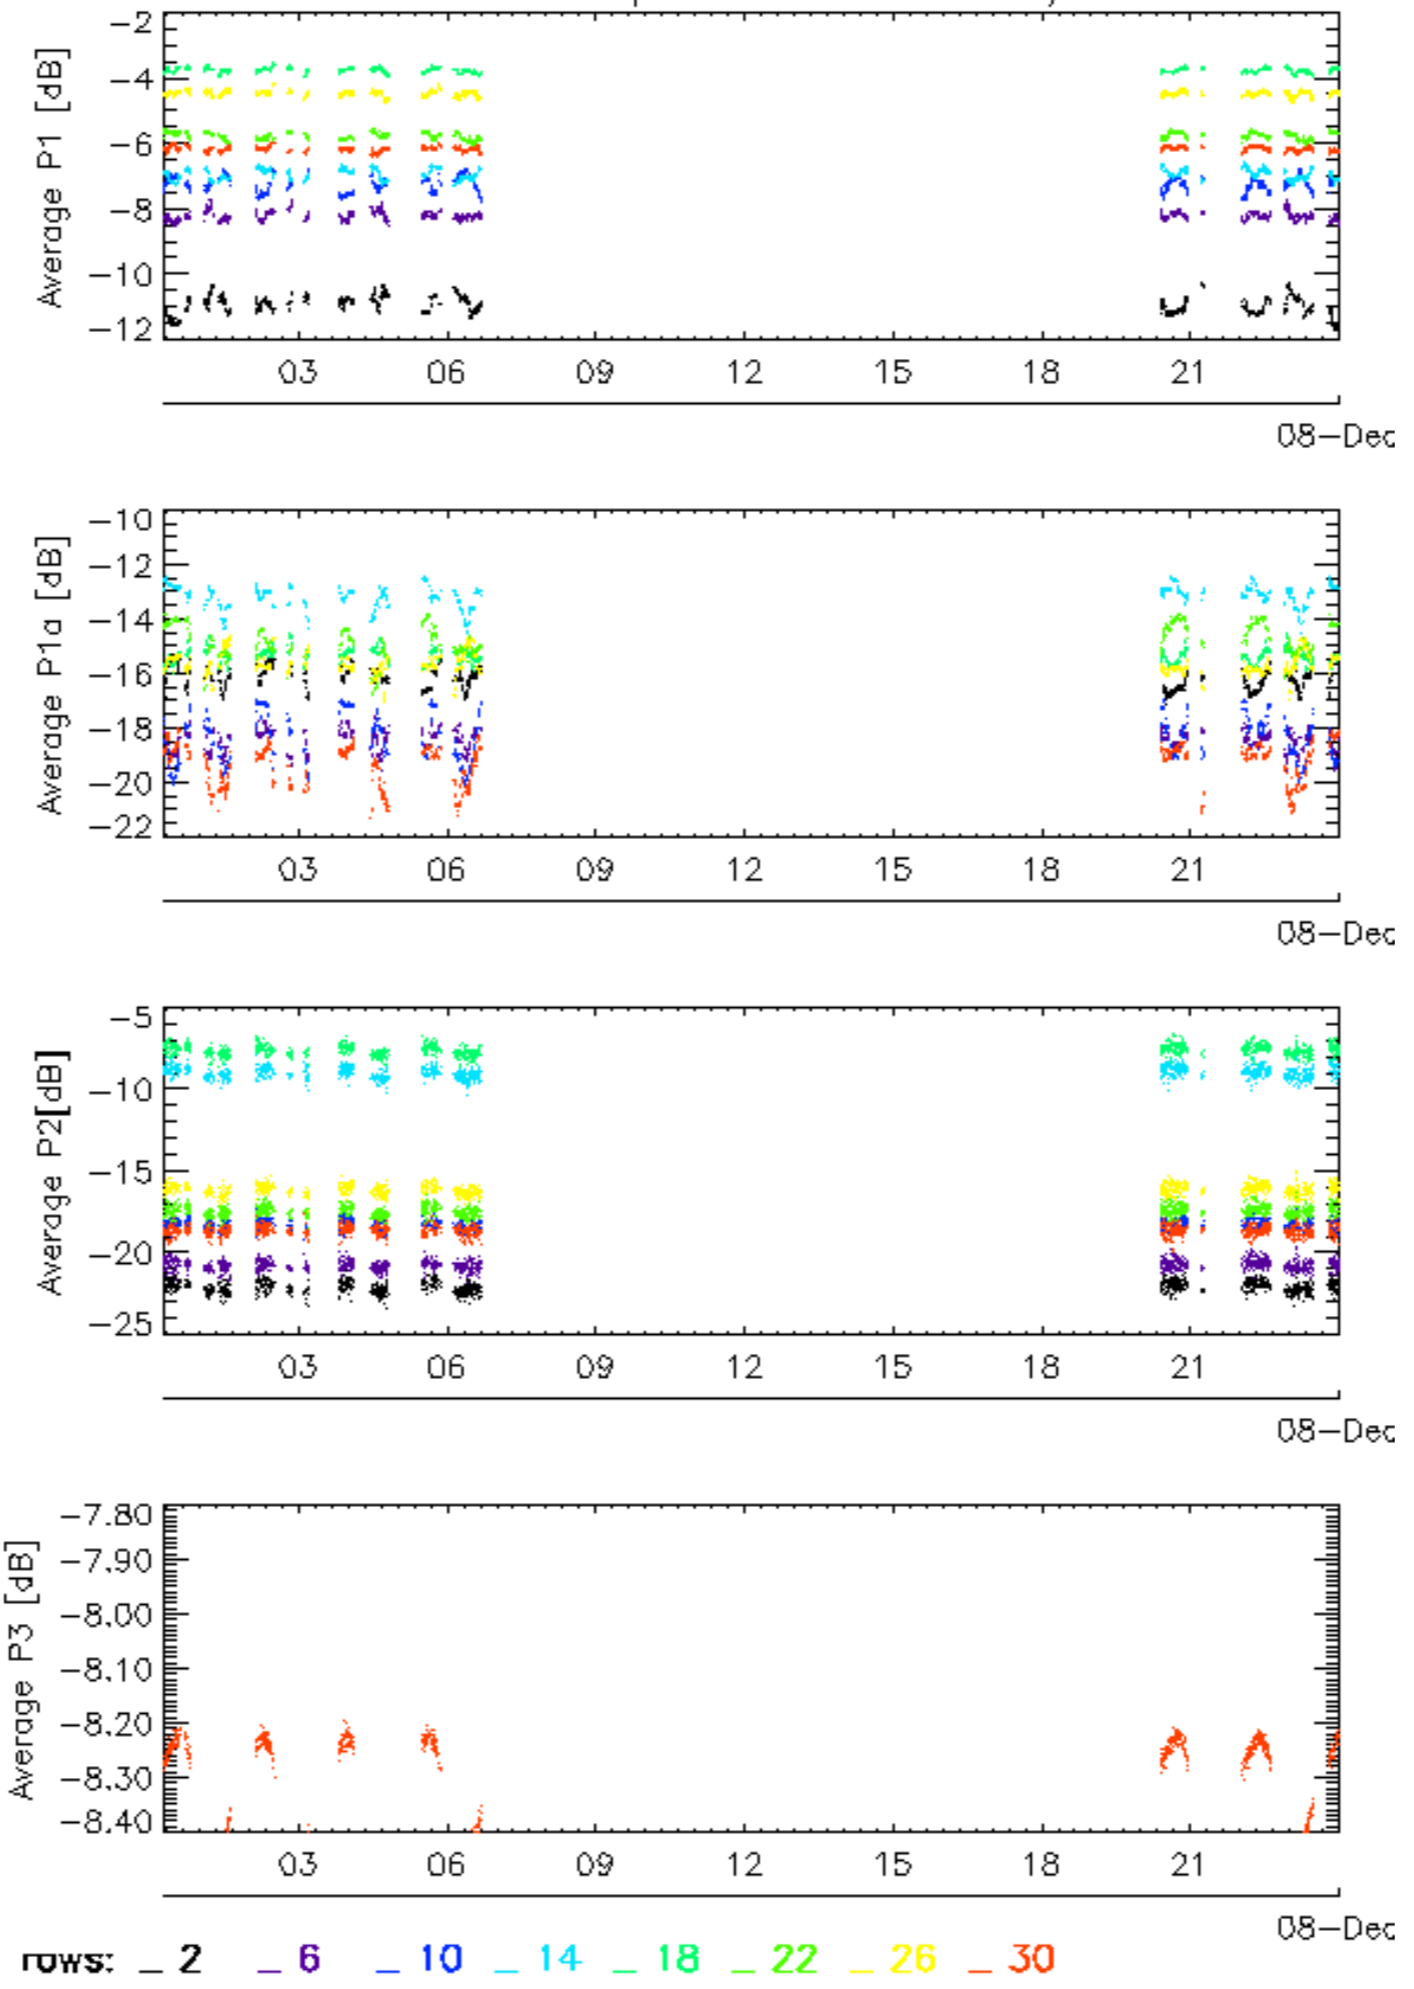 −2
−4
−6
−8
−10
−12
Average P1 [dB]
03 06 09 12 15 18 21
08−Dec
−10
−12
−14
−16
−18
−20
−22
Average P1a [dB]
03 06 09 12 15 18 21
08−Dec
−5
−10
−15
−20
−25
Average P2[dB]
03 06 09 12 15 18 21
08−Dec
−7.80
−7.90
−8.00
−8.10
−8.20
−8.30
−8.40
Average P3 [dB]
03 06 09 12 15 18 21
08−Dec
rows: _ 2 _ 6 _ 10 _ 14 _ 18 _ 22 _ 26 _ 30